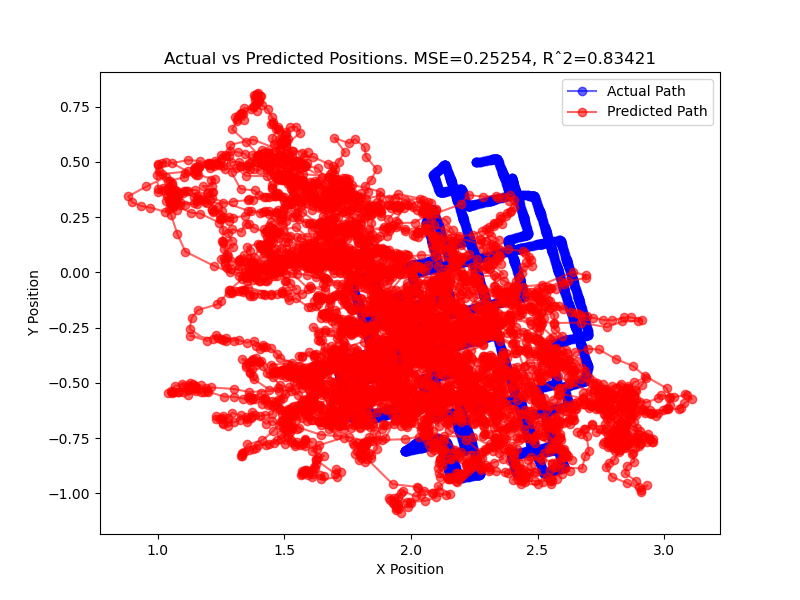 Actual vs Predicted Positions. MSE=0.25254, R^2=0.83421
Actual Path
Predicted Path
0.75
0.50
0.25
0.00
−0.25
−0.50
−0.75
−1.00
Y Position
1.0 1.5 2.0 2.5 3.0
X Position